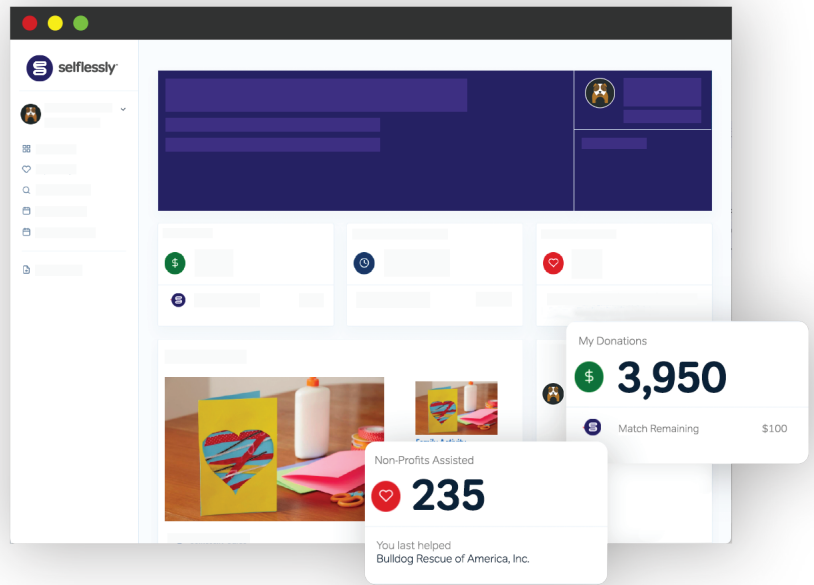 selflessly
My Donations
$ 3,950
Match Remaining $100
Family Activity
Non-Profits Assisted
235
You last helped
Bulldog Rescue of America, Inc.